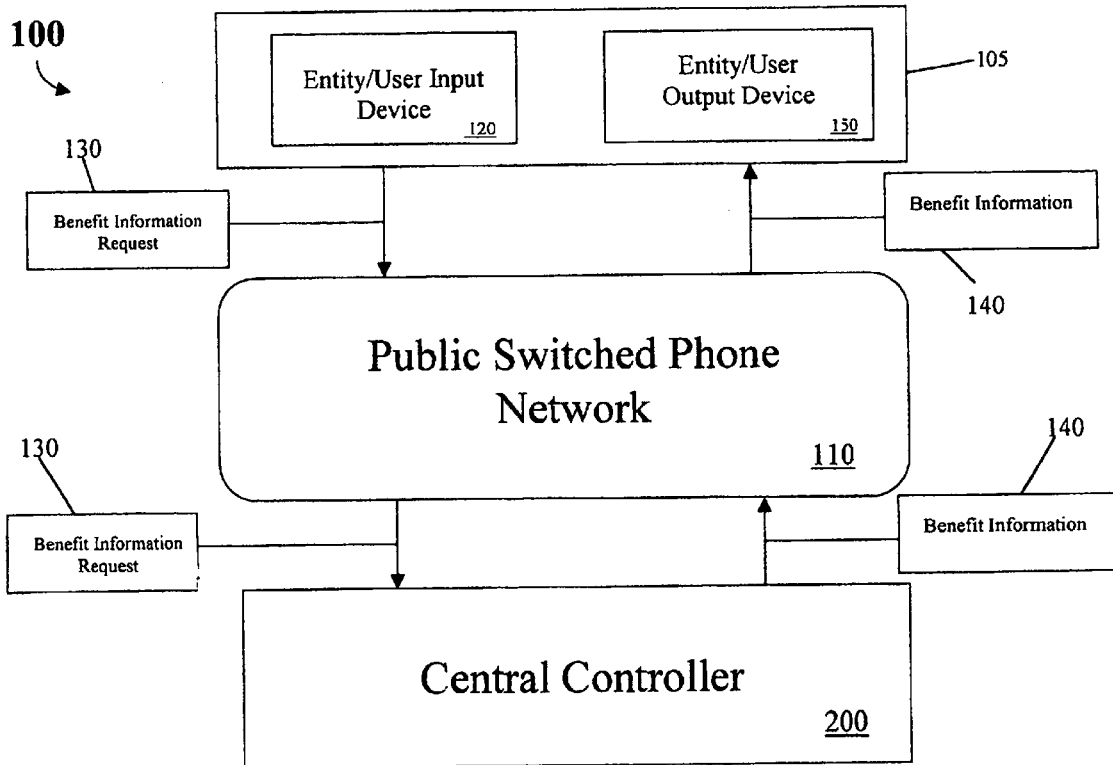 100
Entity/User Input
Device
120
Entity/User
Output Device
150
105
130
Benefit Information
Request
Benefit Information
140
Public Switched Phone
Network
110
130
Benefit Information
Request
140
Benefit Information
Central Controller
200